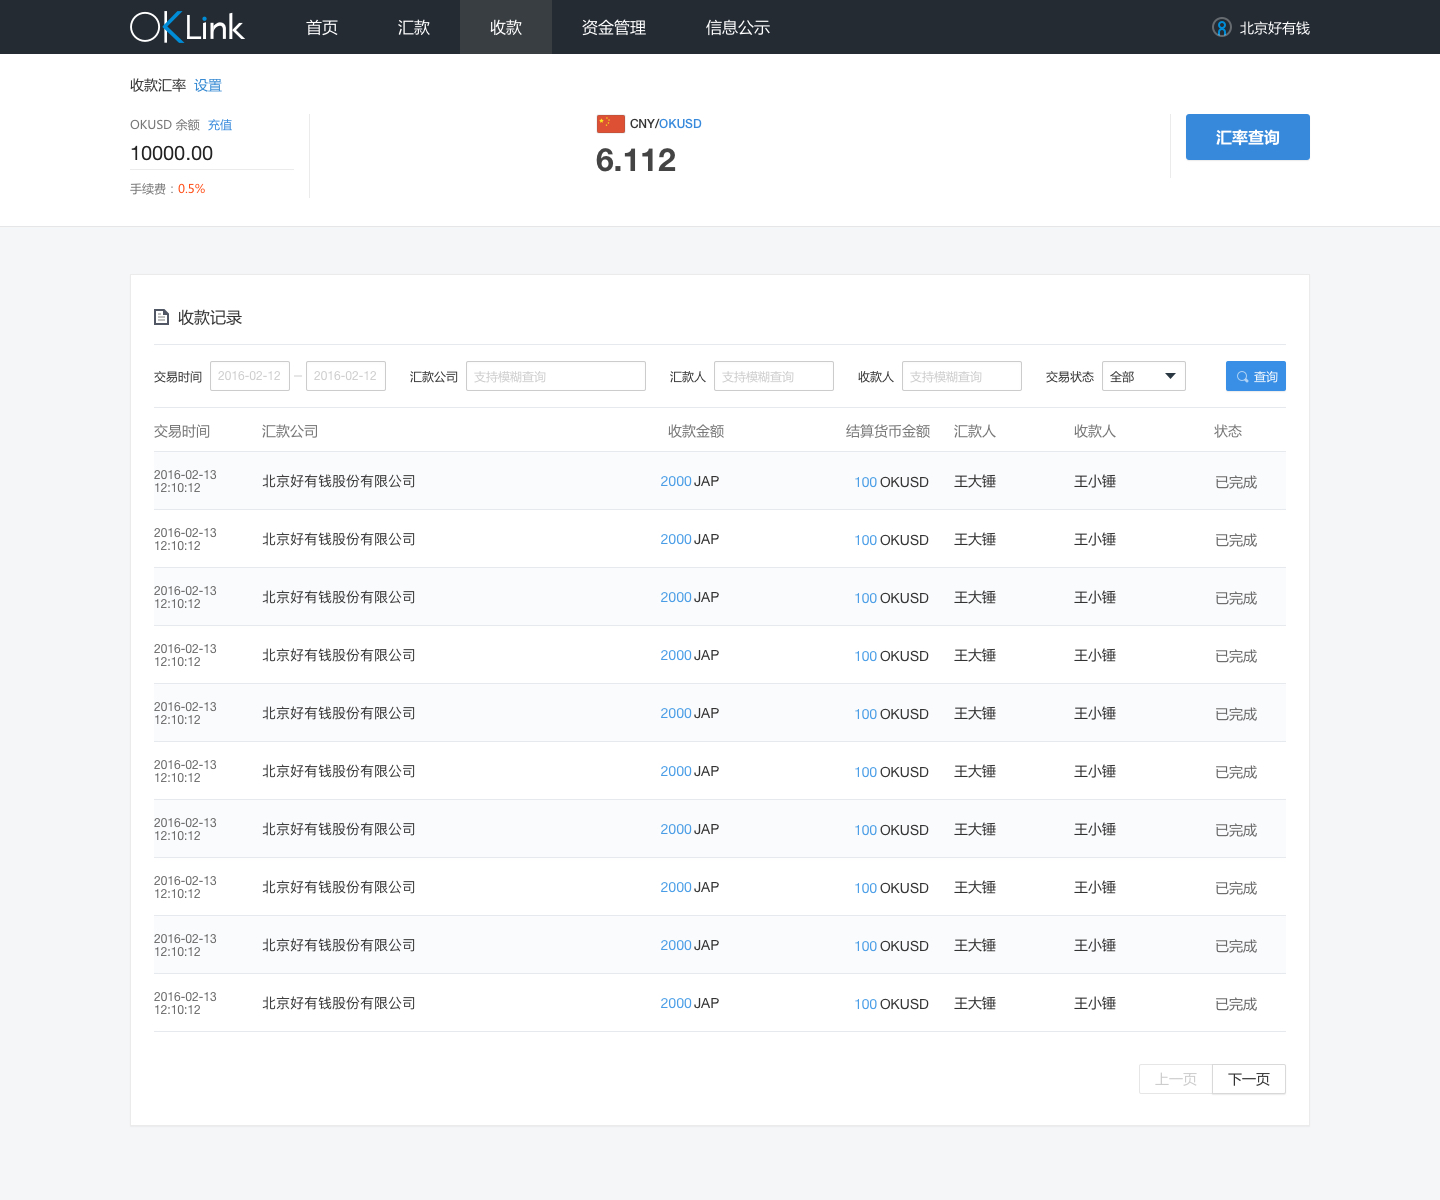 OKLink 首页 汇款 收款 资金管理 信息公示 北京好有钱
收款汇率 设置
OKUSD 余额 充值
10000.00
手续费：0.5%
CNY/OKUSD
6.112
汇率查询
收款记录
交易时间 2016-02-12 – 2016-02-12 汇款公司 支持模糊查询 汇款人 支持模糊查询 收款人 支持模糊查询 交易状态 全部 查询
交易时间 汇款公司 收款金额 结算货币金额 汇款人 收款人 状态
2016-02-13
12:10:12 北京好有钱股份有限公司 2000 JAP 100 OKUSD 王大锤 王小锤 已完成
2016-02-13
12:10:12 北京好有钱股份有限公司 2000 JAP 100 OKUSD 王大锤 王小锤 已完成
2016-02-13
12:10:12 北京好有钱股份有限公司 2000 JAP 100 OKUSD 王大锤 王小锤 已完成
2016-02-13
12:10:12 北京好有钱股份有限公司 2000 JAP 100 OKUSD 王大锤 王小锤 已完成
2016-02-13
12:10:12 北京好有钱股份有限公司 2000 JAP 100 OKUSD 王大锤 王小锤 已完成
2016-02-13
12:10:12 北京好有钱股份有限公司 2000 JAP 100 OKUSD 王大锤 王小锤 已完成
2016-02-13
12:10:12 北京好有钱股份有限公司 2000 JAP 100 OKUSD 王大锤 王小锤 已完成
2016-02-13
12:10:12 北京好有钱股份有限公司 2000 JAP 100 OKUSD 王大锤 王小锤 已完成
2016-02-13
12:10:12 北京好有钱股份有限公司 2000 JAP 100 OKUSD 王大锤 王小锤 已完成
2016-02-13
12:10:12 北京好有钱股份有限公司 2000 JAP 100 OKUSD 王大锤 王小锤 已完成
上一页 下一页